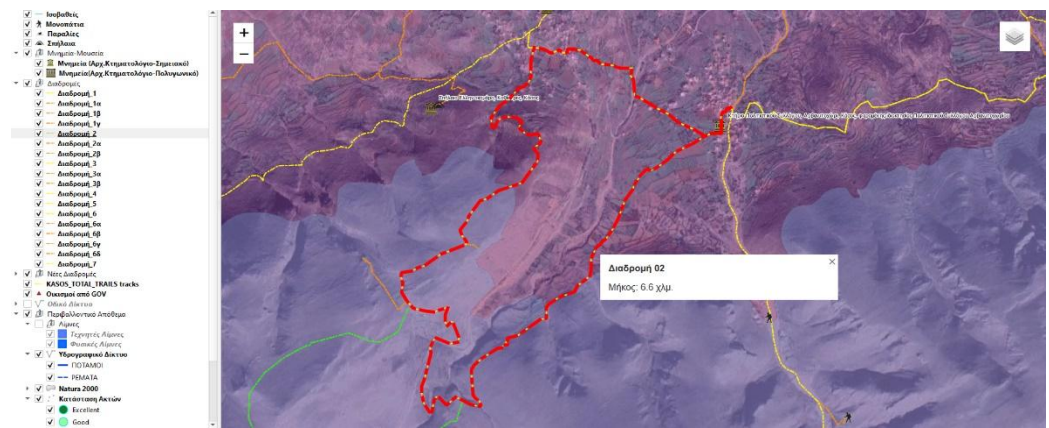 Ισοβαθείς
Μονοπάτια
Παραλίες
Σπήλαια
Μνημεία-Μουσεία
Μνημεία (Αρχ.Κτηματολόγιο-Σημειακό)
Μνημεία(Αρχ.Κτηματολόγιο-Πολυγωνικό)
Διαδρομές
Διαδρομή_1
Διαδρομή_1α
Διαδρομή_1β
Διαδρομή_1γ
Διαδρομή_2
Διαδρομή_2α
Διαδρομή_2β
Διαδρομή_3
Διαδρομή_3α
Διαδρομή_3β
Διαδρομή_4
Διαδρομή_5
Διαδρομή_6
Διαδρομή_6α
Διαδρομή_6β
Διαδρομή_6γ
Διαδρομή_6δ
Διαδρομή_7
Νέες Διαδρομές
KASOS_TOTAL_TRAILS tracks
Οικισμοί από GOV
Οδικό Δίκτυο
Περιβαλλοντικό Απόθεμα
Λίμνες
Τεχνητές Λίμνες
Φυσικές Λίμνες
Υδρογραφικό Δίκτυο
ΠΟΤΑΜΟΙ
ΡΕΜΑΤΑ
Natura 2000
Κατάσταση Ακτών
Excellent
Good
+
−
Διαδρομή 02
×
Μήκος: 6.6 χλμ.